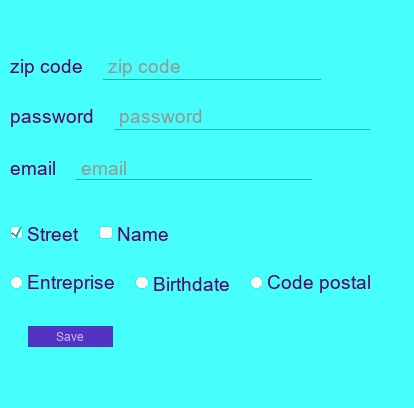 zip code zip code
password password
email email
Street Name
Entreprise Birthdate Code postal
Save